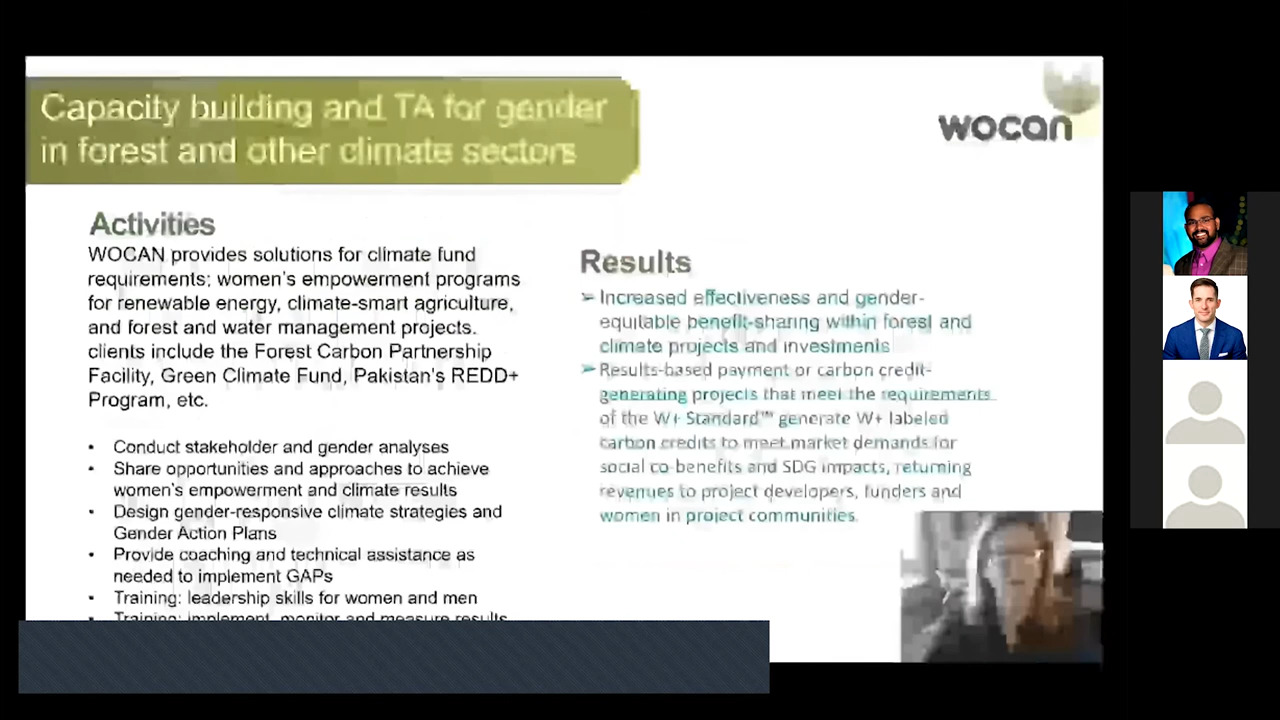 Capacity building and TA for gender
in forest and other climate sectors
wocan
Activities
WOCAN provides solutions for climate fund
requirements; women's empowerment programs
for renewable energy, climate-smart agriculture,
and forest and water management projects.
clients include the Forest Carbon Partnership
Facility, Green Climate Fund, Pakistan's REDD+
Program, etc.
• Conduct stakeholder and gender analyses
• Share opportunities and approaches to achieve
women's empowerment and climate results
• Design gender-responsive climate strategies and
Gender Action Plans
• Provide coaching and technical assistance as
needed to implement GAPs
• Training: leadership skills for women and men
• Training: implement, monitor and measure results
Results
➢ Increased effectiveness and gender-
equitable benefit-sharing within forest and
climate projects and investments
➢ Results-based payment or carbon credit-
generating projects that meet the requirements
of the W+ Standard™ generate W+ labeled
carbon credits to meet market demands for
social co-benefits and SDG impacts, returning
revenues to project developers, funders and
women in project communities.